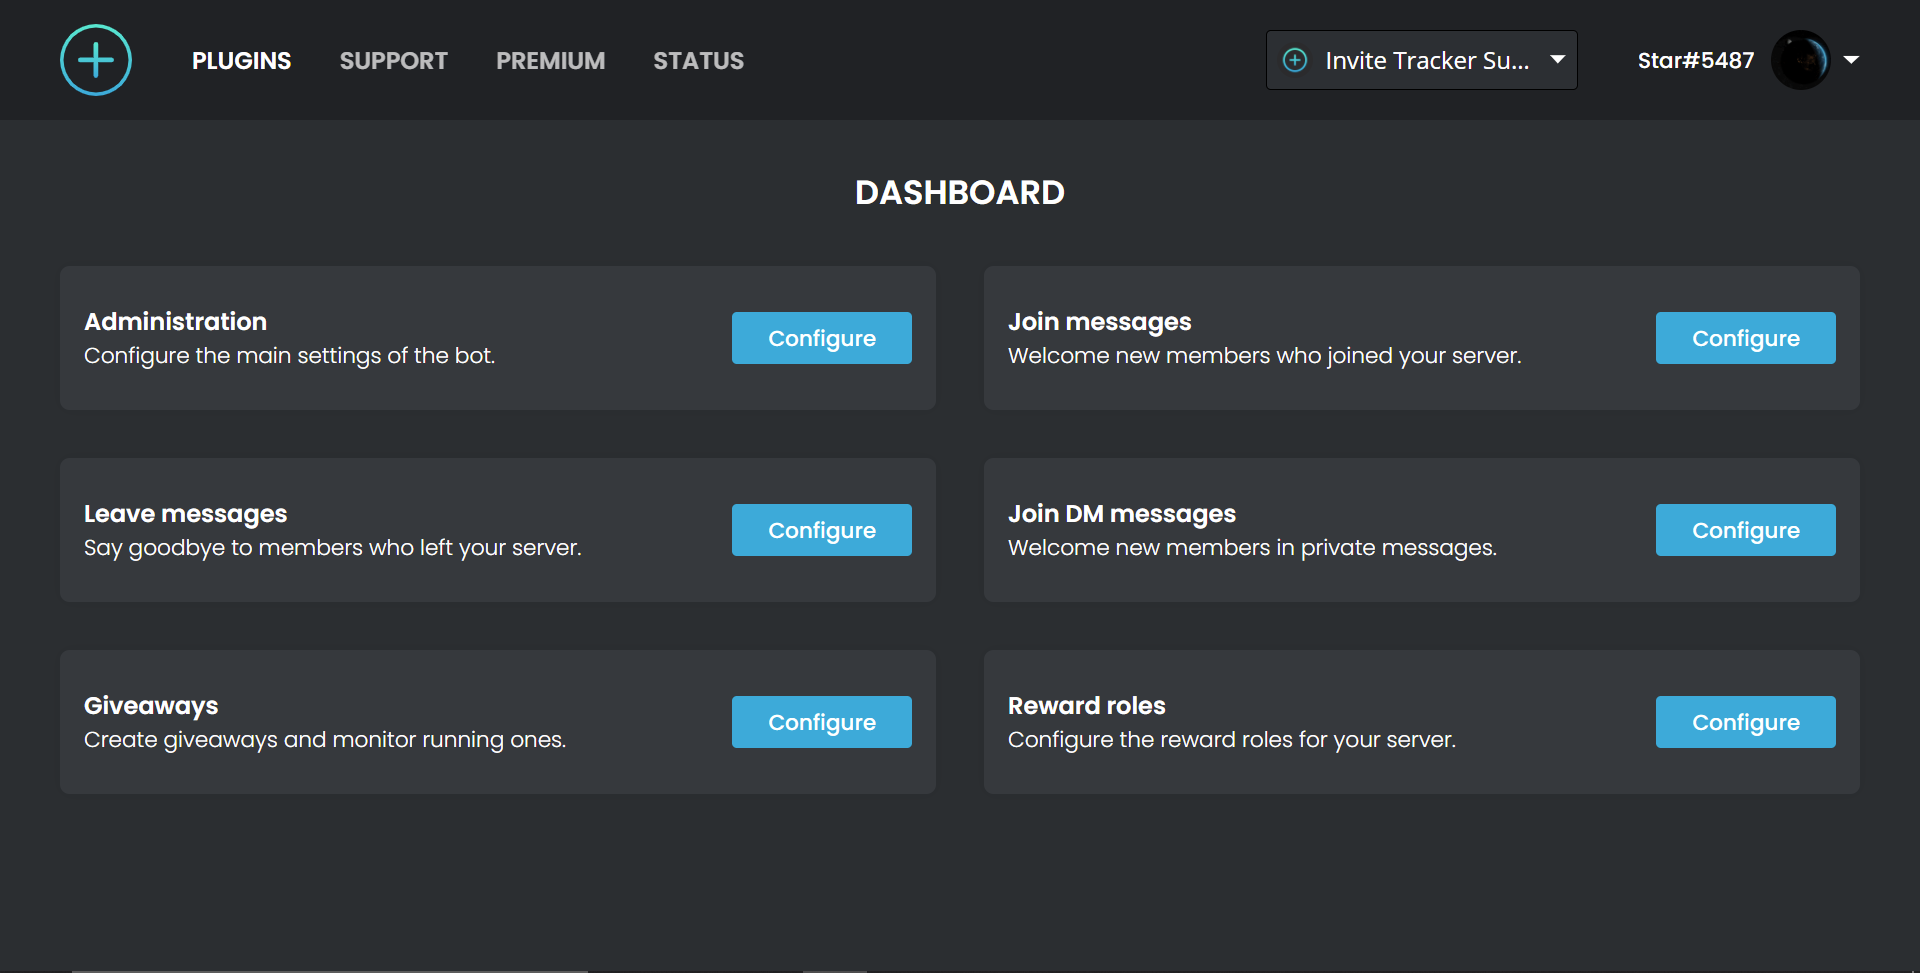 PLUGINS SUPPORT PREMIUM STATUS Invite Tracker Su... Star#5487
DASHBOARD
Administration
Configure the main settings of the bot.
Configure
Join messages
Welcome new members who joined your server.
Configure
Leave messages
Say goodbye to members who left your server.
Configure
Join DM messages
Welcome new members in private messages.
Configure
Giveaways
Create giveaways and monitor running ones.
Configure
Reward roles
Configure the reward roles for your server.
Configure